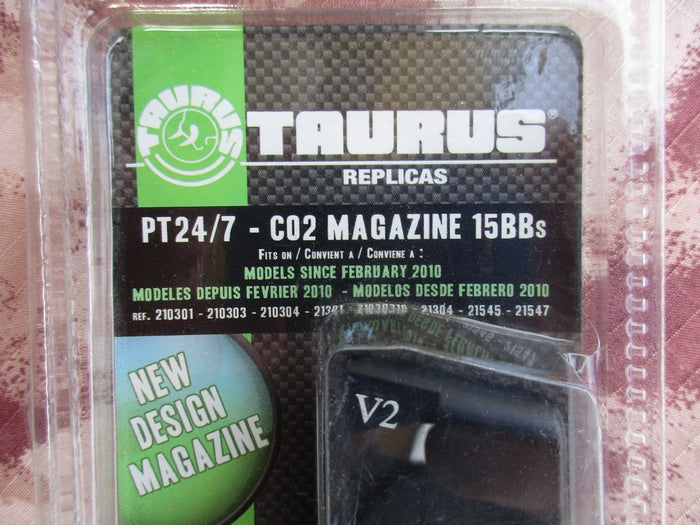 TAURUS
TAURUS®
REPLICAS
PT24/7 - CO2 MAGAZINE 15BBs
FITS ON / CONVIENT A / CONVIENE A :
MODELS SINCE FEBRUARY 2010
MODELES DEPUIS FEVRIER 2010 - MODELOS DESDE FEBRERO 2010
REF. 210301 - 210303 - 210304 - 21304 - 21545 - 21547
NEW
DESIGN
MAGAZINE
V2